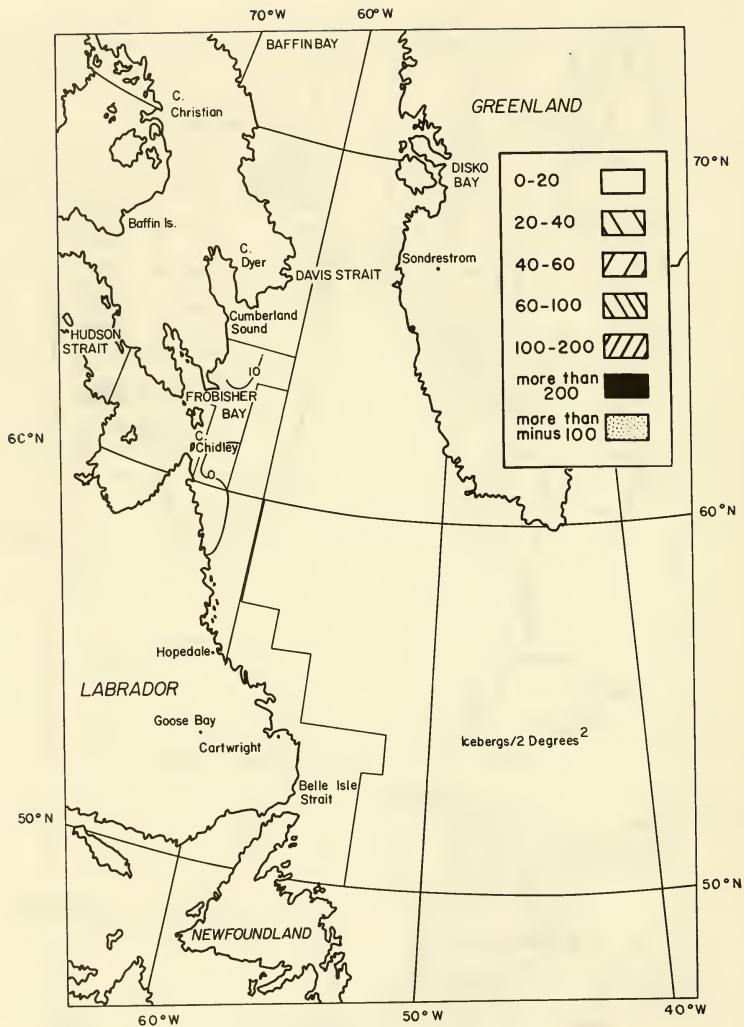 70°W 60°W
BAFFIN BAY
C.
Christian
GREENLAND
DISKO
BAY
70°N
Baffin Is.
C.
Dyer
DAVIS STRAIT
Sondrestrom
Cumberland
Sound
HUDSON
STRAIT
10
FROBISHER
BAY
C.
Chidley
0
6C°N
0-20
20-40
40-60
60-100
100-200
more than
200
more than
minus 100
60°N
Hopedale
LABRADOR
Goose Bay
Cartwright
Icebergs/2 Degrees²
Belle Isle
Strait
50°N
50°N
NEWFOUNDLAND
60°W
50°W
40°W